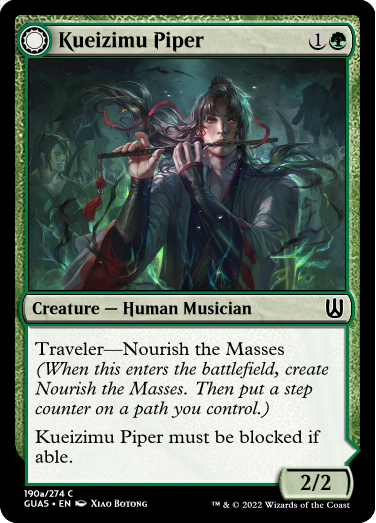 Kueizimu Piper 1
Creature — Human Musician
Traveler—Nourish the Masses
(When this enters the battlefield, create
Nourish the Masses. Then put a step
counter on a path you control.)
Kueizimu Piper must be blocked if
able.
2/2
190a/274 C
GUA5 • EN Xiao Botong
™ & © 2022 Wizards of the Coast